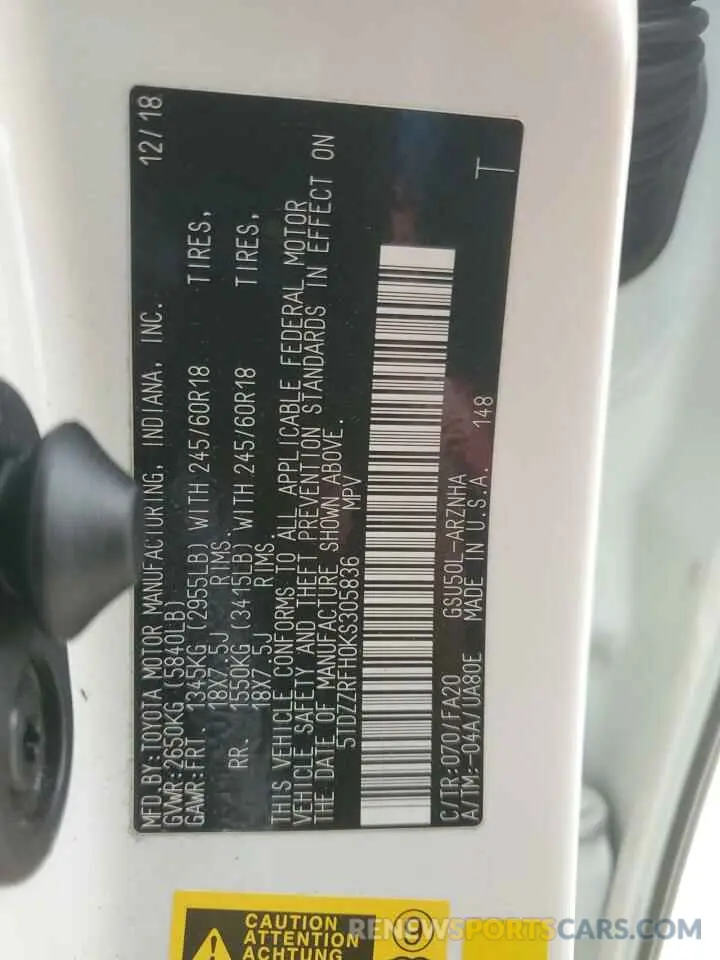 MFD.BY:TOYOTA MOTOR MANUFACTURING, INDIANA, INC. 12/18
GVWR:2650KG (5840LB)
GAWR:FRT. 1345KG (2955LB) WITH 245/60R18 TIRES,
18X7.5J RIMS.
RR. 1550KG (3415LB) WITH 245/60R18 TIRES,
18X7.5J RIMS.
THIS VEHICLE CONFORMS TO ALL APPLICABLE FEDERAL MOTOR
VEHICLE SAFETY AND THEFT PREVENTION STANDARDS IN EFFECT ON
THE DATE OF MANUFACTURE SHOWN ABOVE.
5TDZZRFH0KS305836 MPV
C/TR:070/FA20 GSU50L-ARZNHA
A/TM:-04A/UA80E MADE IN U.S.A. 148
T
CAUTION
ATTENTION
ACHTUNG
RENEWSPORTSCARS.COM